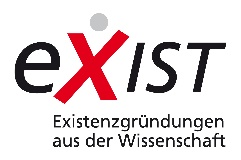 eXIST
Existenzgründungen
aus der Wissenschaft